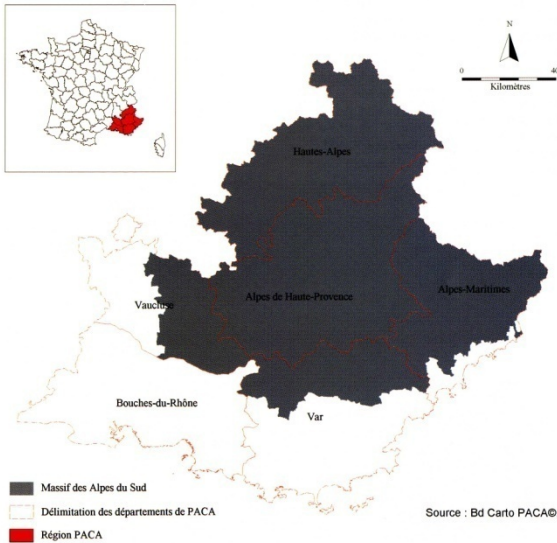 N
0 40
Kilomètres
Hautes-Alpes
Vaucluse
Alpes de Haute-Provence
Alpes-Maritimes
Bouches-du-Rhône
Var
Massif des Alpes du Sud
Délimitation des départements de PACA
Région PACA
Source : Bd Carto PACA©